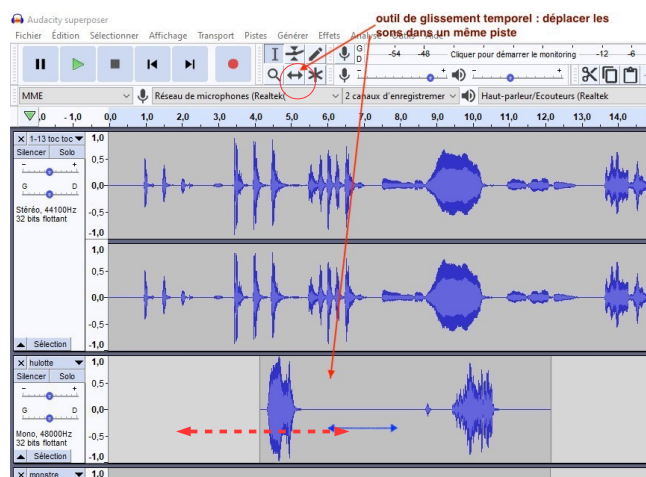 Audacity superposer
outil de glissement temporel : déplacer les
sons dans un même piste
Fichier Édition Sélectionner Affichage Transport Pistes Générer Effets
G
D
-54 -48 Cliquer pour démarrer le monitoring -12 -6
MME Réseau de microphones (Realtek) 2 canaux d'enregistremer Haut-parleur/Ecouteurs (Realtek
,0 -1,0 0,0 1,0 2,0 3,0 4,0 5,0 6,0 7,0 8,0 9,0 10,0 11,0 12,0 13,0 14,0
1-13 toc toc
Silencer Solo
- +
G D
Stéréo, 44100Hz
32 bits flottant
1,0
0,5-
0,0-
-0,5-
-1,0
1,0
0,5-
0,0-
-0,5-
-1,0
Sélection
hulotte
Silencer Solo
- +
G D
Mono, 48000Hz
32 bits flottant
Sélection
1,0
0,5-
0,0-
-0,5-
-1,0
monstre 1,0